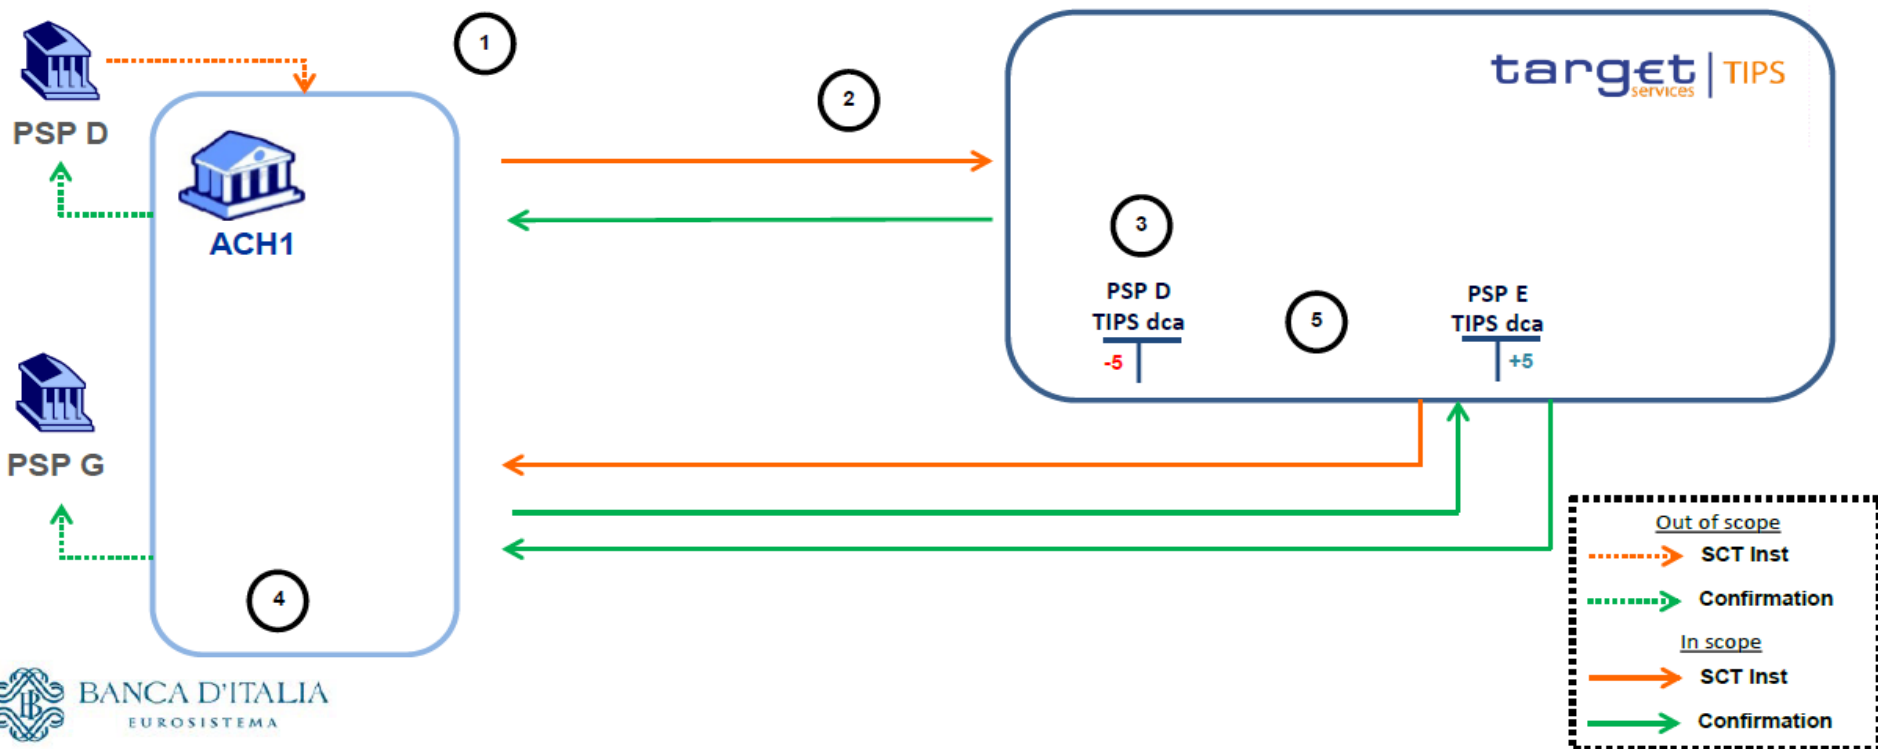 1
2
target
services
TIPS
PSP D
3
ACH1
PSP D
TIPS dca
-5
5
PSP E
TIPS dca
+5
PSP G
4
Out of scope
SCT Inst
Confirmation
In scope
SCT Inst
Confirmation
BANCA D'ITALIA
EUROSISTEMA